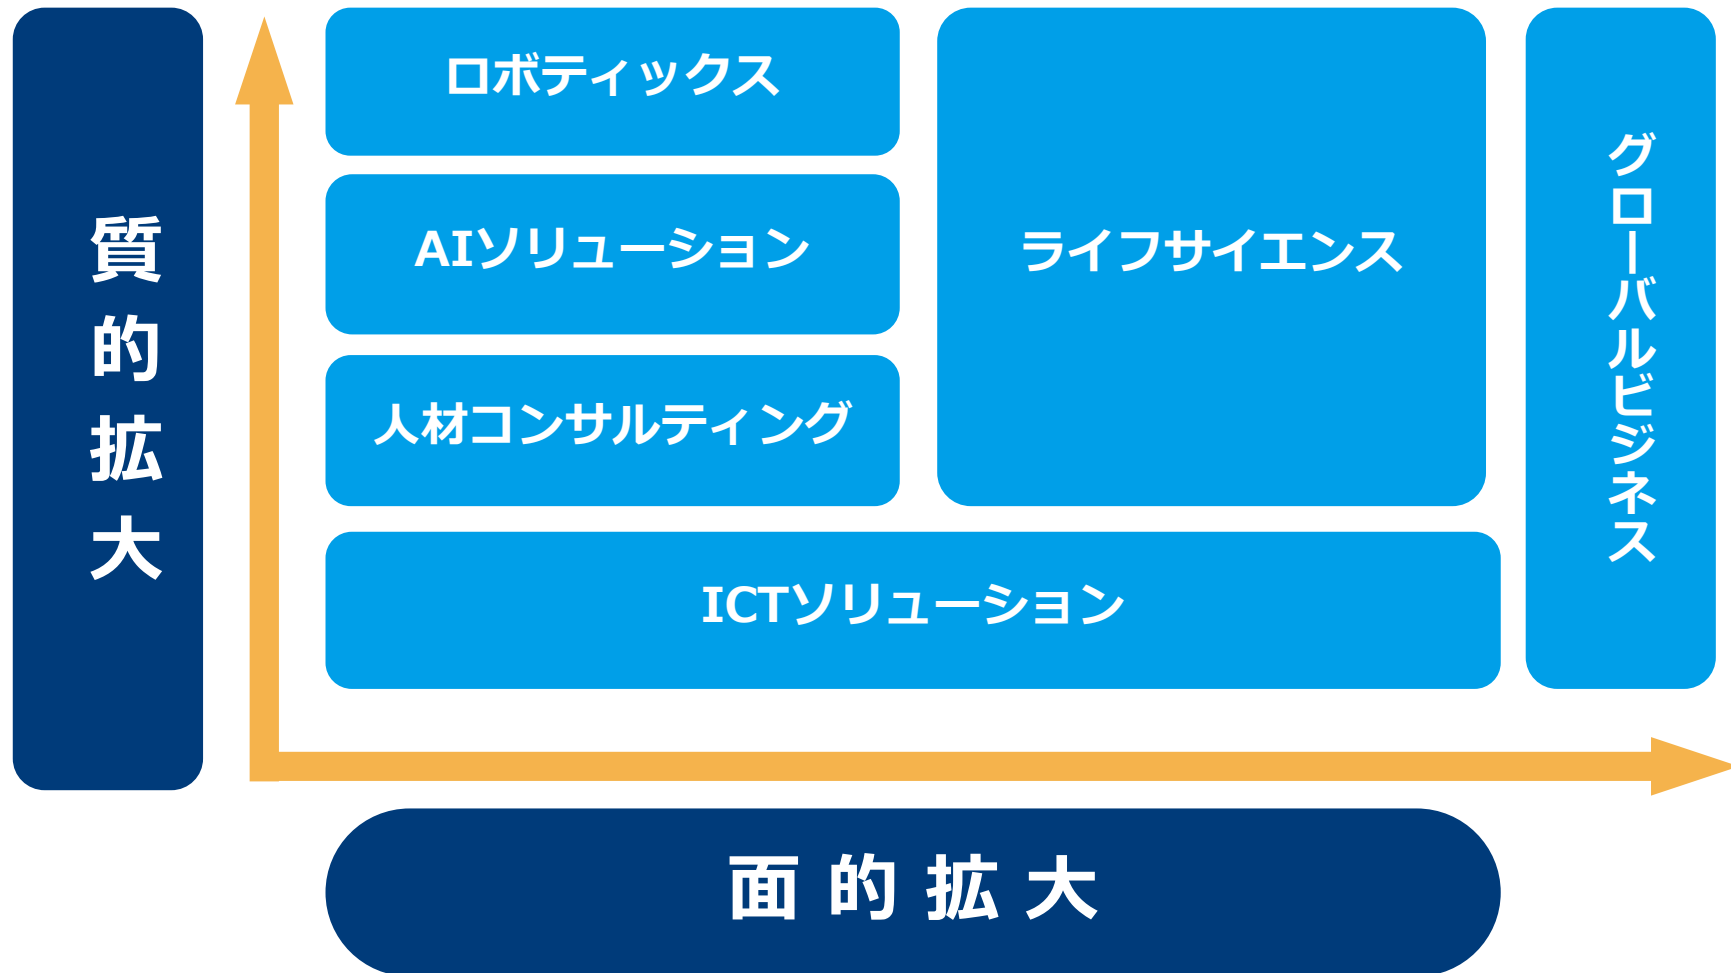 質的拡大
ロボティックス
AIソリューション
人材コンサルティング
ライフサイエンス
ICTソリューション
グローバルビジネス
面的拡大